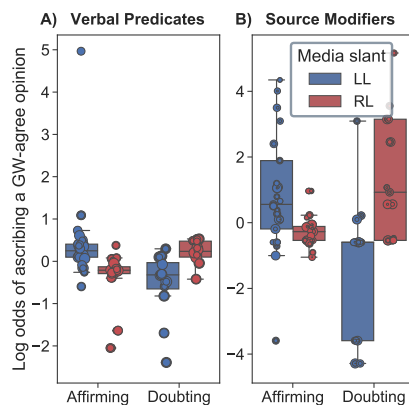 A) Verbal Predicates
B) Source Modifiers
Log odds of ascribing a GW-agree opinion
5
4
3
2
1
0
−1
−2
Affirming
Doubting
Media slant
LL
RL
4
2
0
−2
−4
Affirming
Doubting